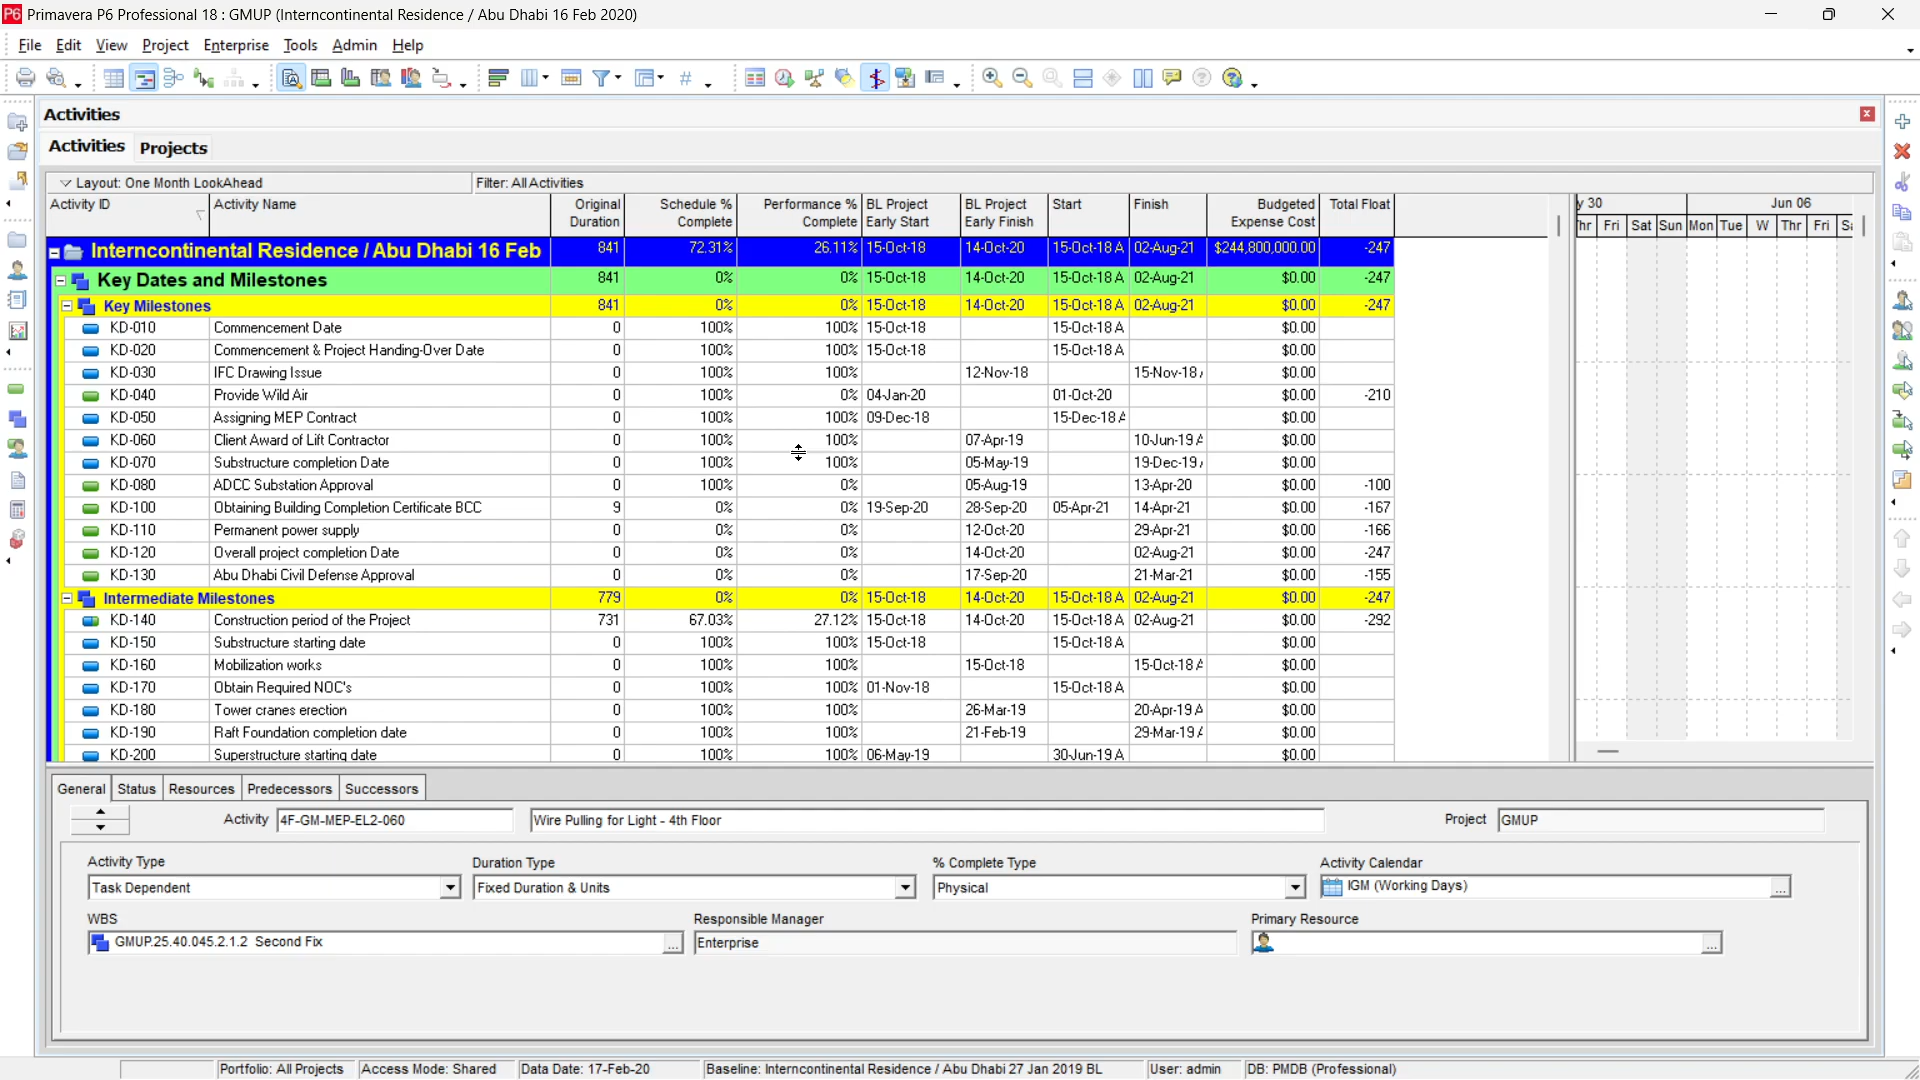 P6 Primavera P6 Professional 18 : GMUP (Interncontinental Residence / Abu Dhabi 16 Feb 2020)
File Edit View Project Enterprise Tools Admin Help
Activities
Activities Projects
Layout: One Month LookAhead Filter: All Activities
Activity ID Activity Name Original Duration Schedule % Complete Performance % Complete BL Project Early Start BL Project Early Finish Start Finish Budgeted Expense Cost Total Float y 30 Jun 06
hr Fri Sat Sun Mon Tue W Thr Fri S
Interncontinental Residence / Abu Dhabi 16 Feb 841 72.31% 26.11% 15-Oct-18 14-Oct-20 15-Oct-18 A 02-Aug-21 $244,800,000.00 -247
Key Dates and Milestones 841 0% 0% 15-Oct-18 14-Oct-20 15-Oct-18 A 02-Aug-21 $0.00 -247
Key Milestones 841 0% 0% 15-Oct-18 14-Oct-20 15-Oct-18 A 02-Aug-21 $0.00 -247
KD-010 Commencement Date 0 100% 100% 15-Oct-18 15-Oct-18 A $0.00
KD-020 Commencement & Project Handing-Over Date 0 100% 100% 15-Oct-18 15-Oct-18 A $0.00
KD-030 IFC Drawing Issue 0 100% 100% 12-Nov-18 15-Nov-18 $0.00
KD-040 Provide Wild Air 0 100% 0% 04-Jan-20 01-Oct-20 $0.00 -210
KD-050 Assigning MEP Contract 0 100% 100% 09-Dec-18 15-Dec-18 A $0.00
KD-060 Client Award of Lift Contractor 0 100% 100% 07-Apr-19 10-Jun-19 A $0.00
KD-070 Substructure completion Date 0 100% 100% 05-May-19 19-Dec-19 $0.00
KD-080 ADCC Substation Approval 0 100% 0% 05-Aug-19 13-Apr-20 $0.00 -100
KD-100 Obtaining Building Completion Certificate BCC 9 0% 0% 19-Sep-20 28-Sep-20 05-Apr-21 14-Apr-21 $0.00 -167
KD-110 Permanent power supply 0 0% 0% 12-Oct-20 29-Apr-21 $0.00 -166
KD-120 Overall project completion Date 0 0% 0% 14-Oct-20 02-Aug-21 $0.00 -247
KD-130 Abu Dhabi Civil Defense Approval 0 0% 0% 17-Sep-20 21-Mar-21 $0.00 -155
Intermediate Milestones 779 0% 0% 15-Oct-18 14-Oct-20 15-Oct-18 A 02-Aug-21 $0.00 -247
KD-140 Construction period of the Project 731 67.03% 27.12% 15-Oct-18 14-Oct-20 15-Oct-18 A 02-Aug-21 $0.00 -292
KD-150 Substructure starting date 0 100% 100% 15-Oct-18 15-Oct-18 A $0.00
KD-160 Mobilization works 0 100% 100% 15-Oct-18 15-Oct-18 A $0.00
KD-170 Obtain Required NOC's 0 100% 100% 01-Nov-18 15-Oct-18 A $0.00
KD-180 Tower cranes erection 0 100% 100% 26-Mar-19 20-Apr-19 A $0.00
KD-190 Raft Foundation completion date 0 100% 100% 21-Feb-19 29-Mar-19 A $0.00
KD-200 Superstructure starting date 0 100% 100% 06-May-19 30-Jun-19 A $0.00
General Status Resources Predecessors Successors
Activity 4F-GM-MEP-EL2-060 Wire Pulling for Light - 4th Floor Project GMUP
Activity Type Duration Type % Complete Type Activity Calendar
Task Dependent Fixed Duration & Units Physical IGM (Working Days) ...
WBS Responsible Manager Primary Resource
GMUP.25.40.045.2.1.2 Second Fix ... Enterprise ...
Portfolio: All Projects Access Mode: Shared Data Date: 17-Feb-20 Baseline: Interncontinental Residence / Abu Dhabi 27 Jan 2019 BL User: admin DB: PMDB (Professional)